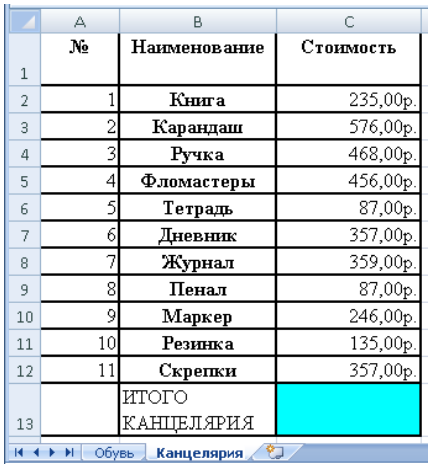 A B C
1 № Наименование Стоимость
2 1 Книга 235,00р.
3 2 Карандаш 576,00р.
4 3 Ручка 468,00р.
5 4 Фломастеры 456,00р.
6 5 Тетрадь 87,00р.
7 6 Дневник 357,00р.
8 7 Журнал 359,00р.
9 8 Пенал 87,00р.
10 9 Маркер 246,00р.
11 10 Резинка 135,00р.
12 11 Скрепки 357,00р.
ИТОГО
13 КАНЦЕЛЯРИЯ
Обувь Канцелярия